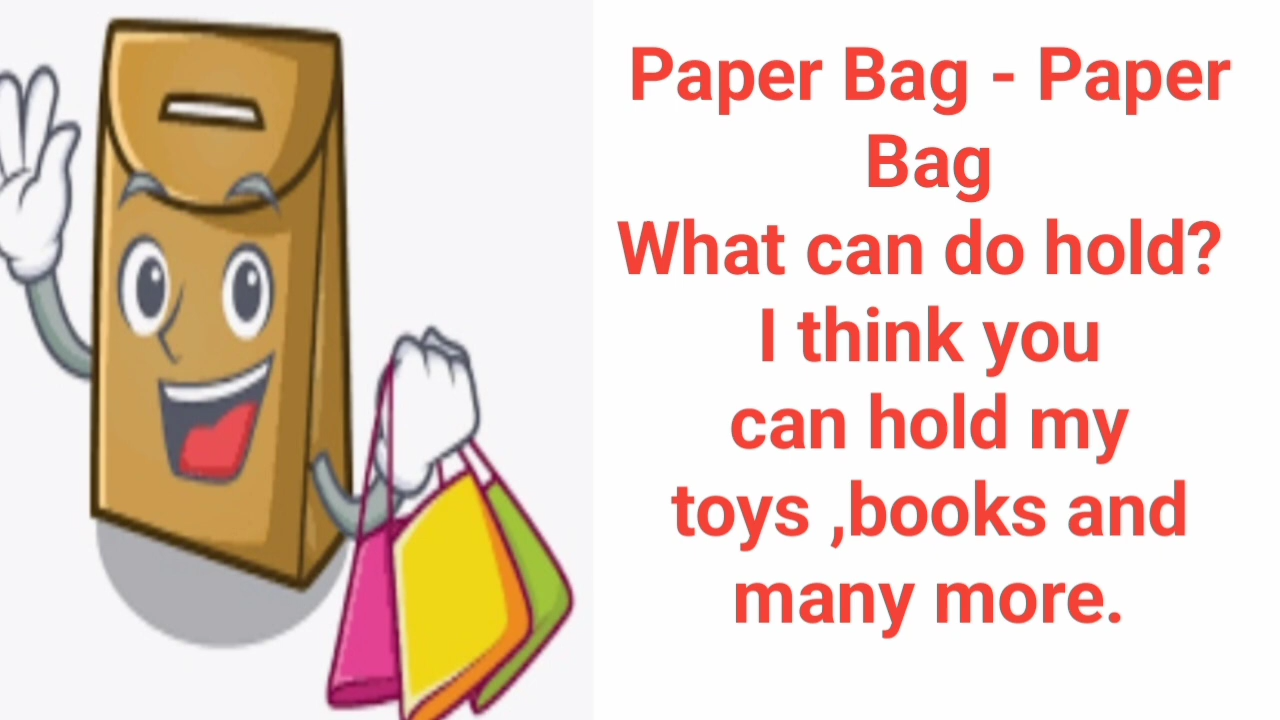 Paper Bag - Paper
Bag
What can do hold?
I think you
can hold my
toys ,books and
many more.